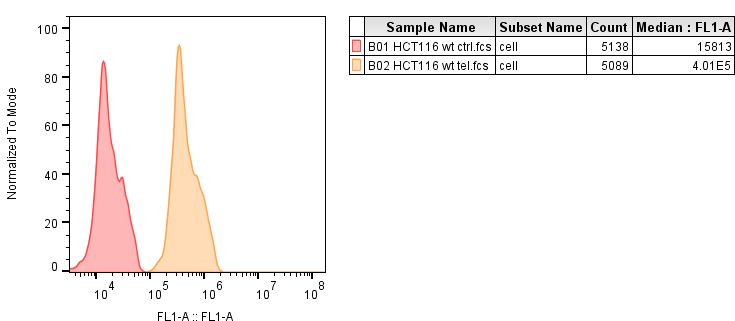 Sample Name Subset Name Count Median : FL1-A
B01 HCT116 wt ctrl.fcs cell 5138 15813
B02 HCT116 wt tel.fcs cell 5089 4.01E5
Normalized To Mode
100
80
60
40
20
0
10^4 10^5 10^6 10^7 10^8
FL1-A :: FL1-A